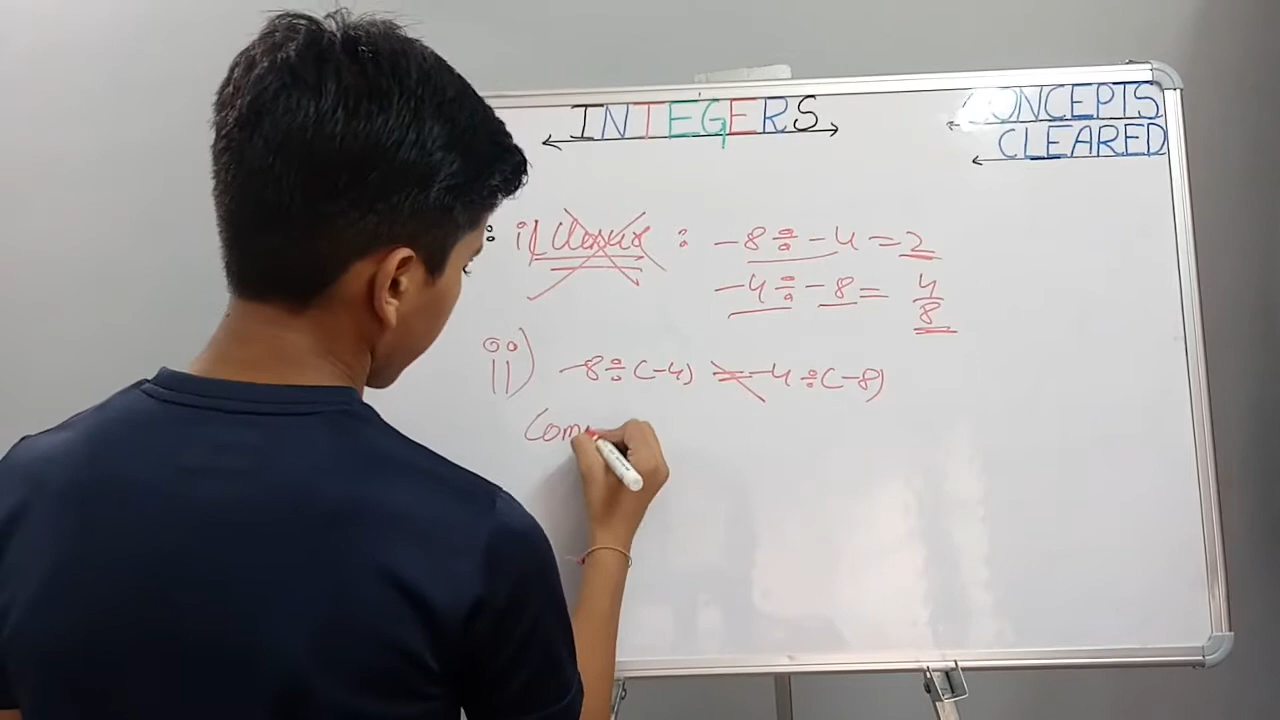 INTEGERS
CONCEPTS
CLEARED
: i) Closure : -8 ÷ -4 = 2
-4 ÷ -8 = 4/8
ii) -8 ÷ (-4) ≠ -4 ÷ (-8)
Com